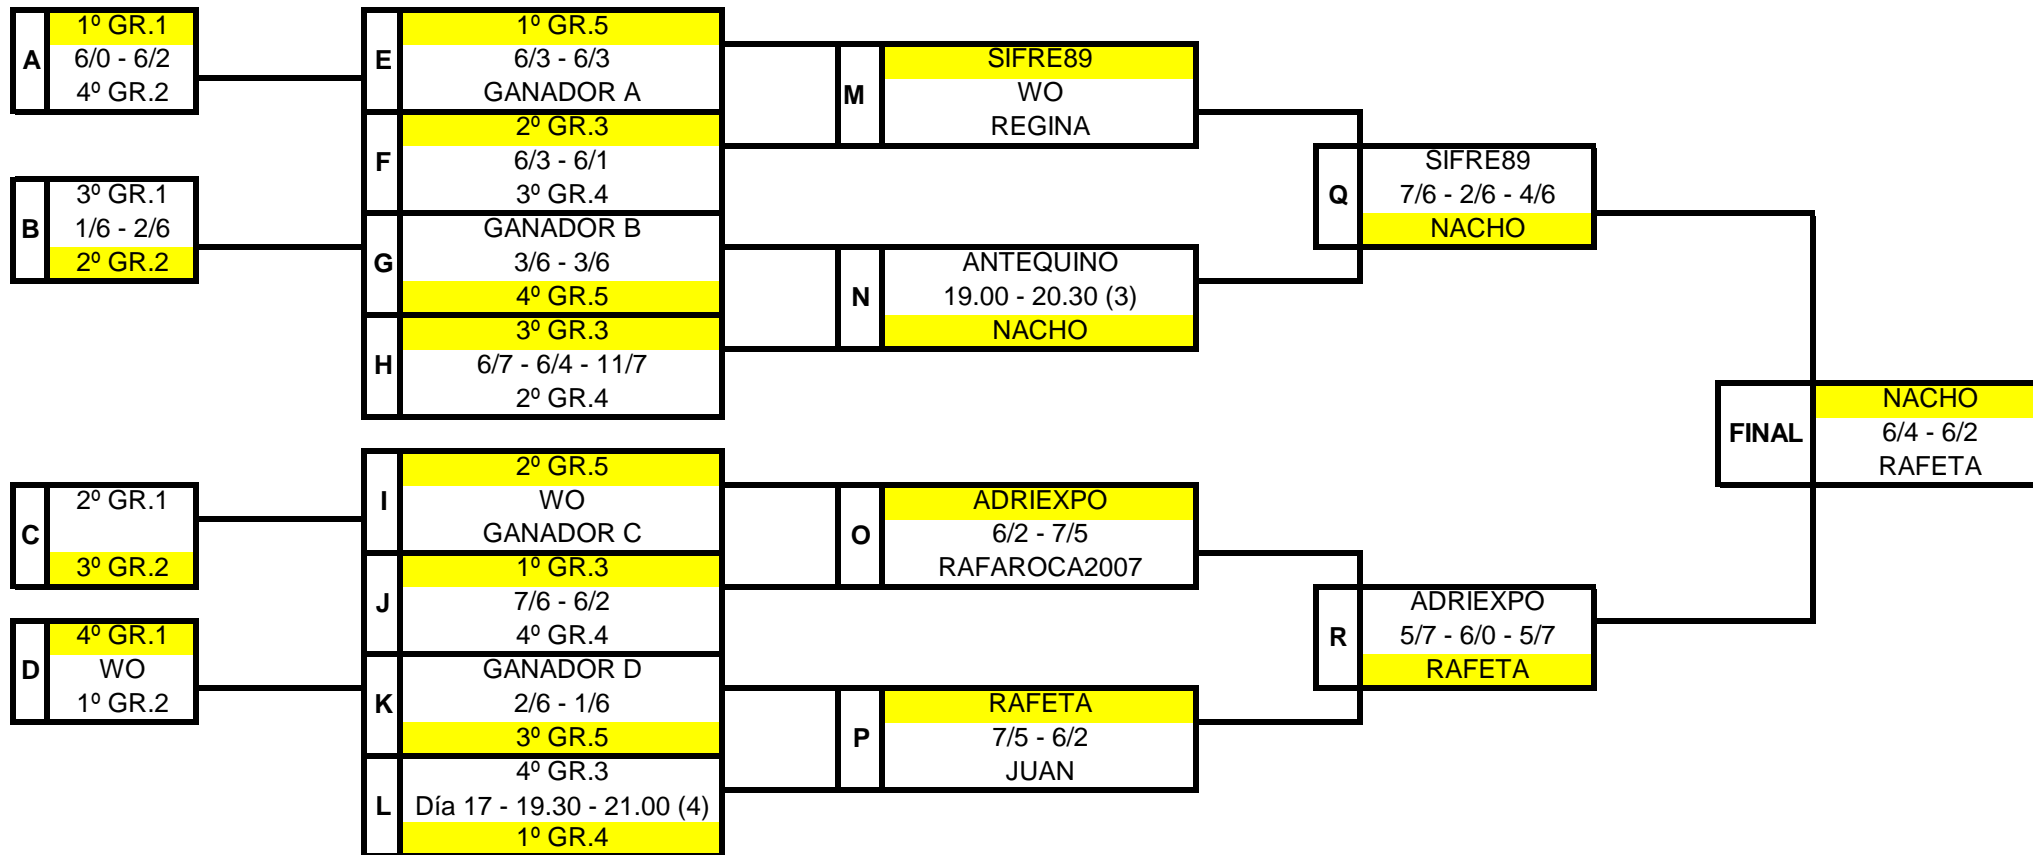 A
1º GR.1
6/0 - 6/2
4º GR.2
B
3º GR.1
1/6 - 2/6
2º GR.2
C
2º GR.1
3º GR.2
D
4º GR.1
WO
1º GR.2
E
1º GR.5
6/3 - 6/3
GANADOR A
F
2º GR.3
6/3 - 6/1
3º GR.4
G
GANADOR B
3/6 - 3/6
4º GR.5
H
3º GR.3
6/7 - 6/4 - 11/7
2º GR.4
I
2º GR.5
WO
GANADOR C
J
1º GR.3
7/6 - 6/2
4º GR.4
K
GANADOR D
2/6 - 1/6
3º GR.5
L
4º GR.3
Día 17 - 19.30 - 21.00 (4)
1º GR.4
M
SIFRE89
WO
REGINA
N
ANTEQUINO
19.00 - 20.30 (3)
NACHO
O
ADRIEXPO
6/2 - 7/5
RAFAROCA2007
P
RAFETA
7/5 - 6/2
JUAN
Q
SIFRE89
7/6 - 2/6 - 4/6
NACHO
R
ADRIEXPO
5/7 - 6/0 - 5/7
RAFETA
FINAL
NACHO
6/4 - 6/2
RAFETA